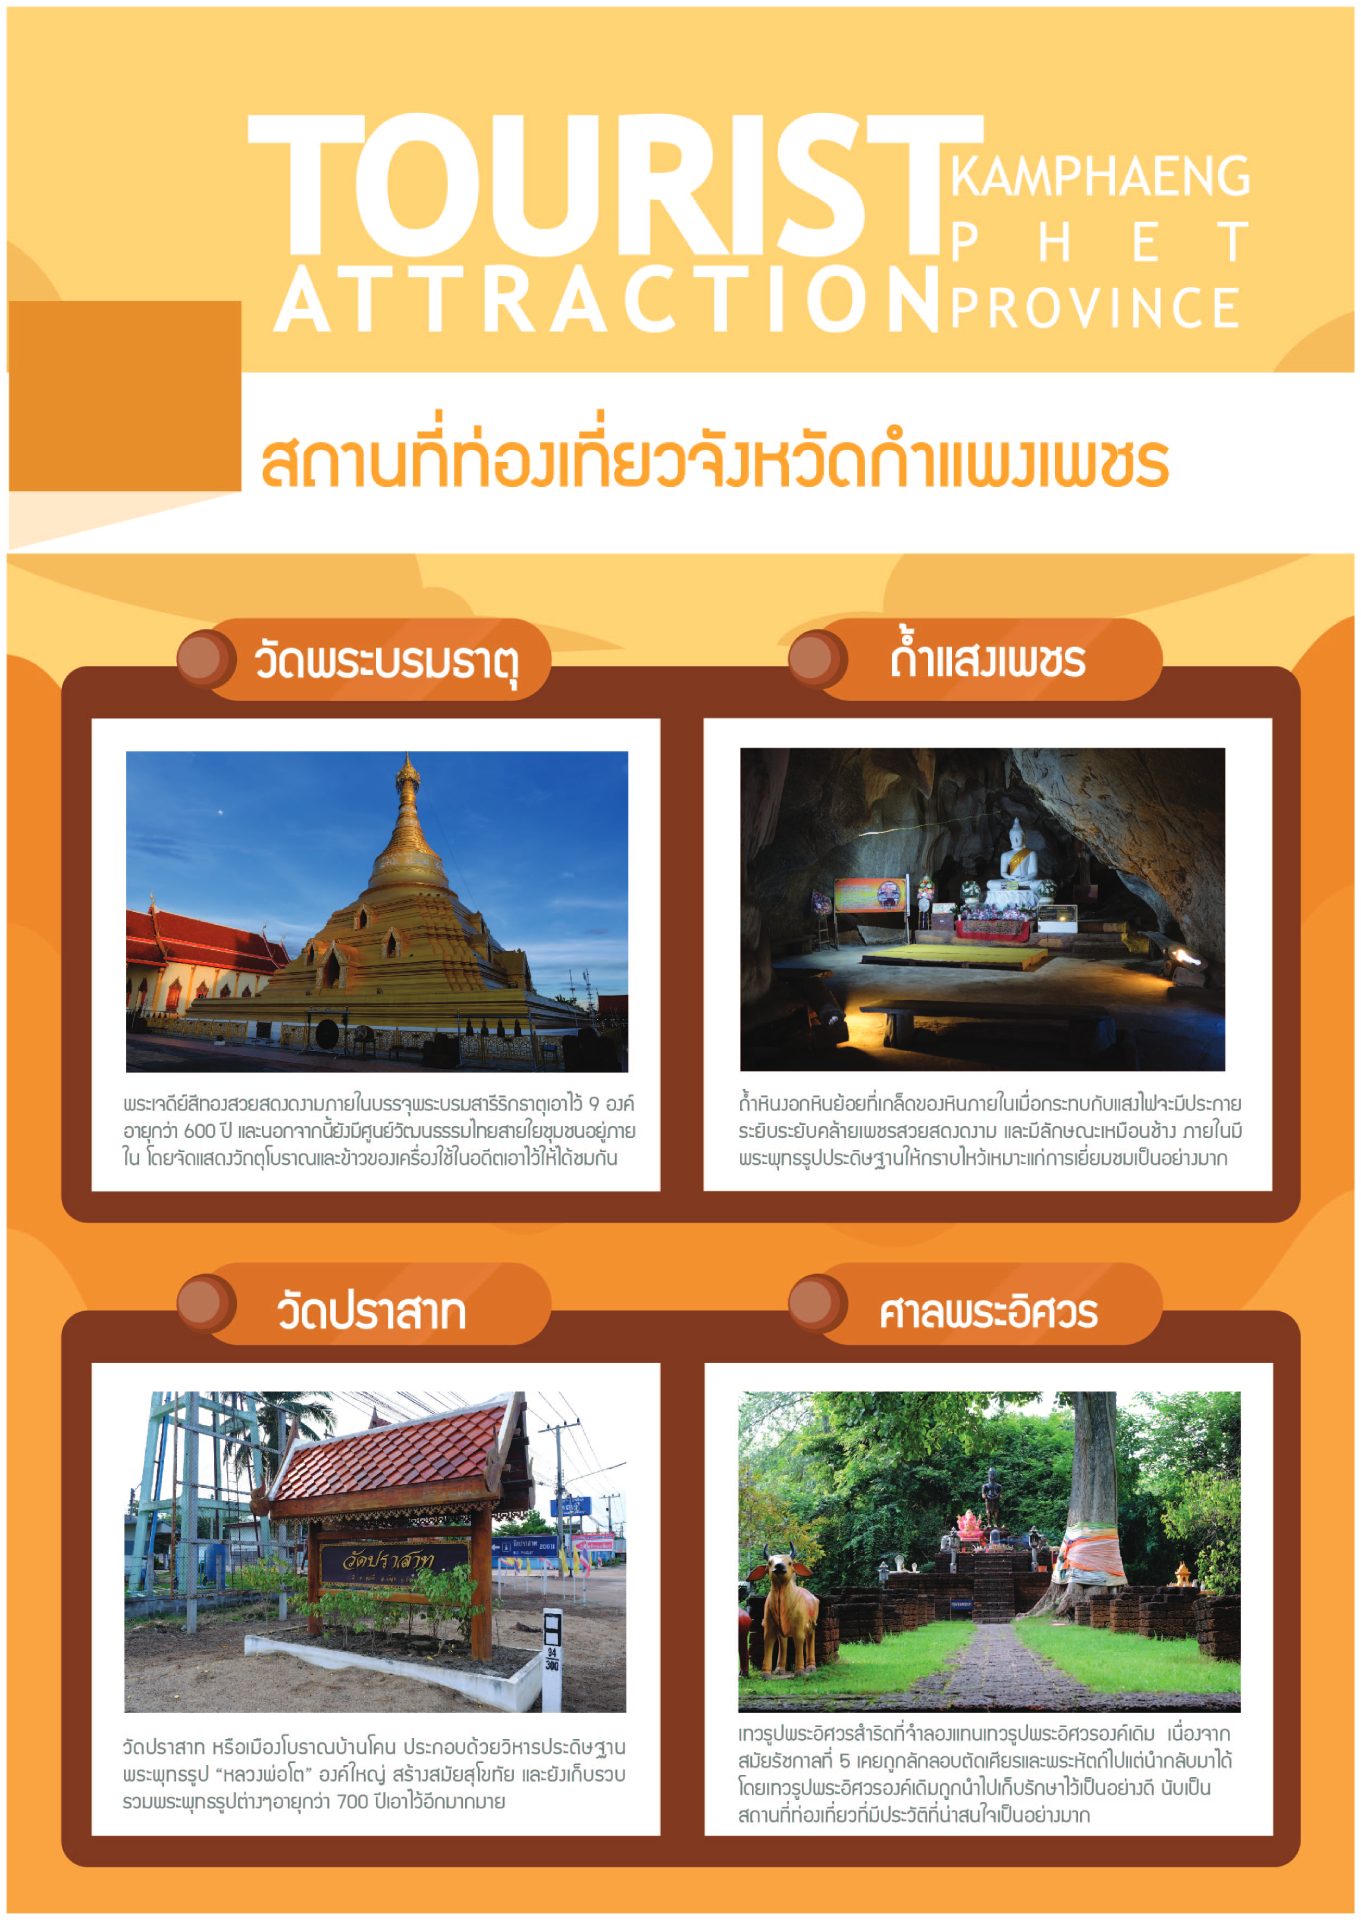 TOURIST
ATTRACTION
KAMPHAENG
PHET
PROVINCE
สถานที่ท่องเที่ยวจังหวัดกำแพงเพชร
วัดพระบรมธาตุ
พระเจดีย์สีทองสวยสดงดงามภายในบรรจุพระบรมสารีริกธาตุเอาไว้ 9 องค์
อายุกว่า 600 ปี และนอกจากนี้ยังมีศูนย์วัฒนธรรมไทยสายใยชุมชนอยู่ภาย
ใน โดยจัดแสดงวักตุโบราณและข้าวของเครื่องใช้ในอดีตเอาไว้ให้ได้ชมกัน
ถ้ำแสงเพชร
ถ้ำหินงอกหินย้อยที่เกล็ดของหินภายในเมื่อกระทบกับแสงไฟจะมีประกาย
ระยิบระยับคล้ายเพชรสวยสดงดงาม และมีลักษณะเหมือนช้าง ภายในมี
พระพุทธรูปประดิษฐานให้กราบไหว้เหมาะแก่การเยี่ยมชมเป็นอย่างมาก
วัดปราสาท
วัดปราสาท
94
300
วัดปราสาท หรือเมืองโบราณบ้านโคน ประกอบด้วยวิหารประดิษฐาน
พระพุทธรูป “หลวงพ่อโต” องค์ใหญ่ สร้างสมัยสุโขทัย และยังเก็บรวบ
รวมพระพุทธรูปต่างๆอายุกว่า 700 ปีเอาไว้อีกมากมาย
ศาลพระอิศวร
เทวรูปพระอิศวรสำริดที่จำลองแทนเทวรูปพระอิศวรองค์เดิม เนื่องจาก
สมัยรัชกาลที่ 5 เคยถูกลักลอบตัดเศียรและพระหัตถ์ไปแต่นำกลับมาได้
โดยเทวรูปพระอิศวรองค์เดิมถูกนำไปเก็บรักษาไว้เป็นอย่างดี นับเป็น
สถานที่ท่องเที่ยวที่มีประวัติที่น่าสนใจเป็นอย่างมาก